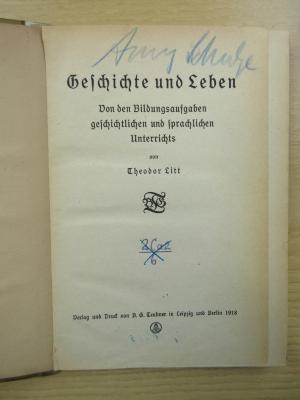 Geschichte und Leben
Von den Bildungsaufgaben
geschichtlichen und sprachlichen
Unterrichts
von
Theodor Litt
Verlag und Druck von B. G. Teubner in Leipzig und Berlin 1918